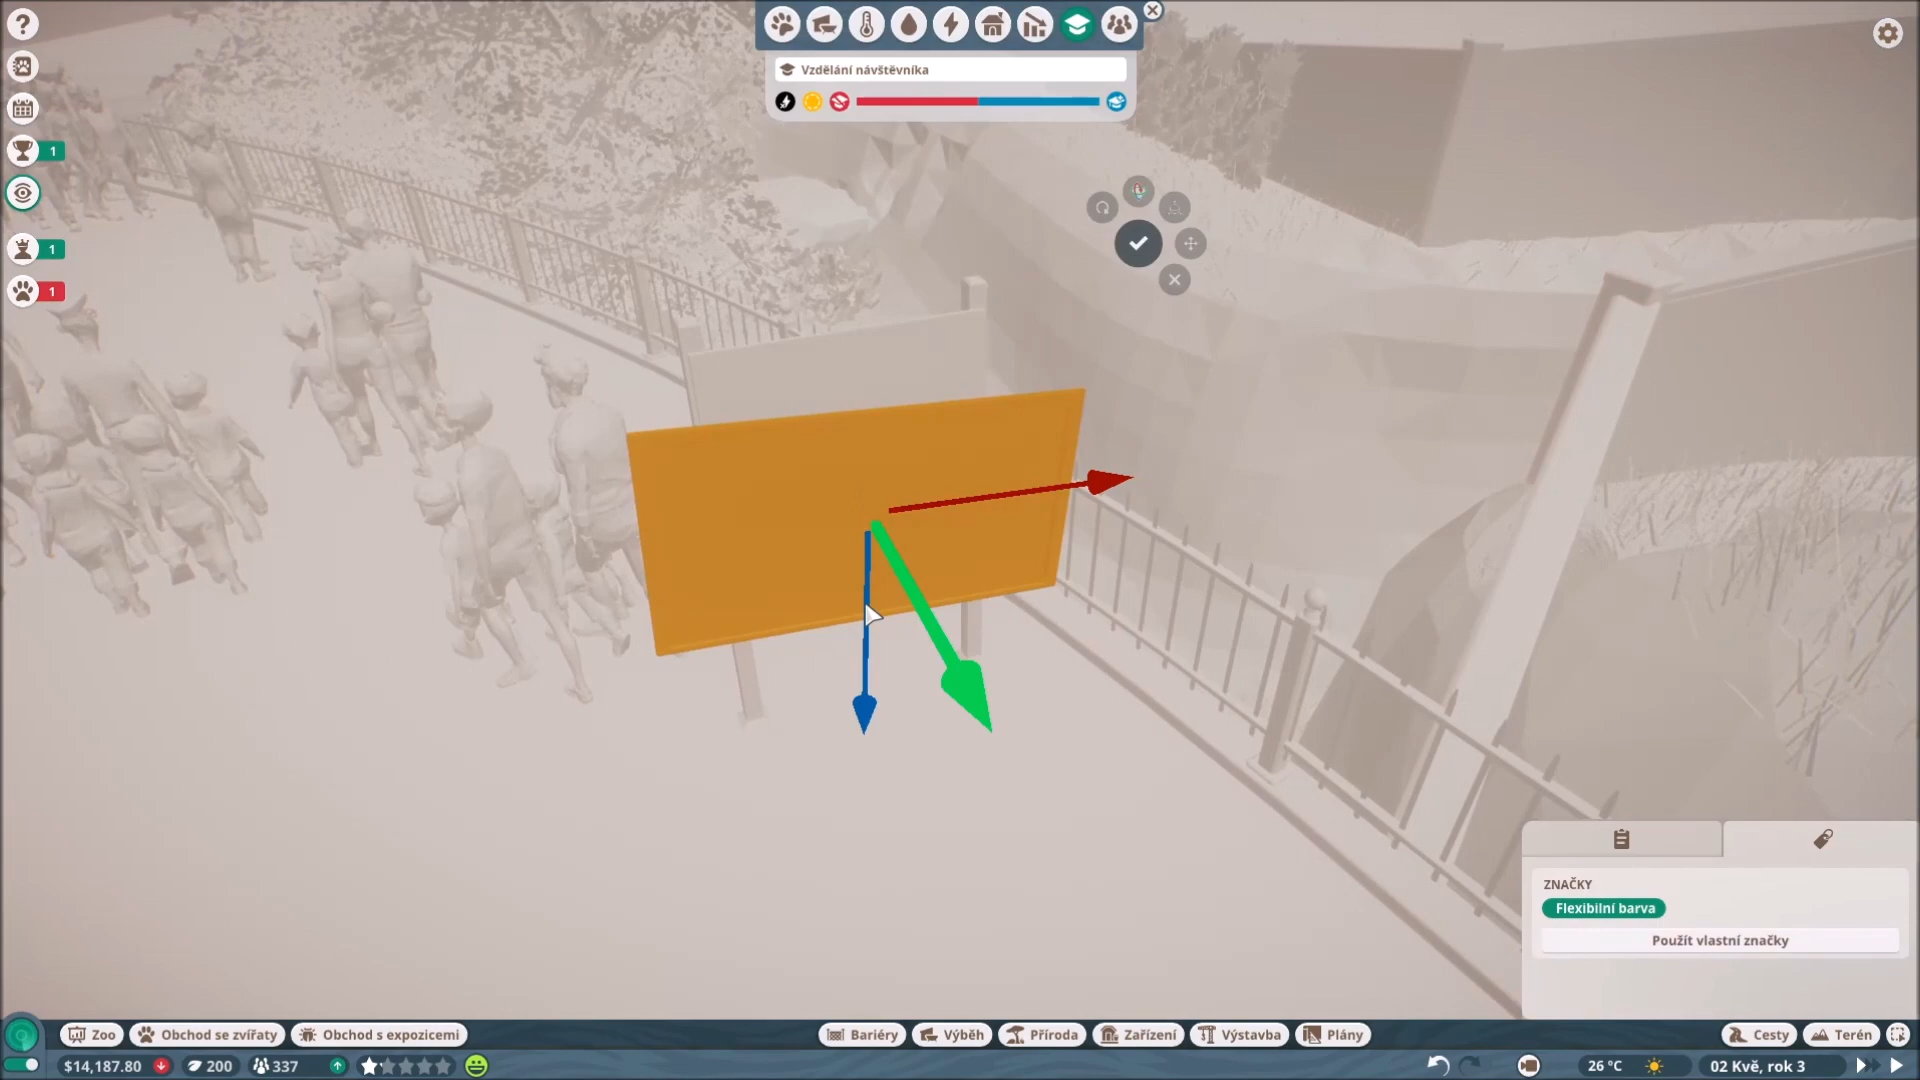 Vzdělání návštěvníka
1
1
1
ZNAČKY
Flexibilní barva
Použít vlastní značky
Zoo Obchod se zvířaty Obchod s expozicemi Bariéry Výběh Příroda Zařízení Výstavba Plány Cesty Terén
$14,187.80 200 337 26 °C 02 Kvě, rok 3